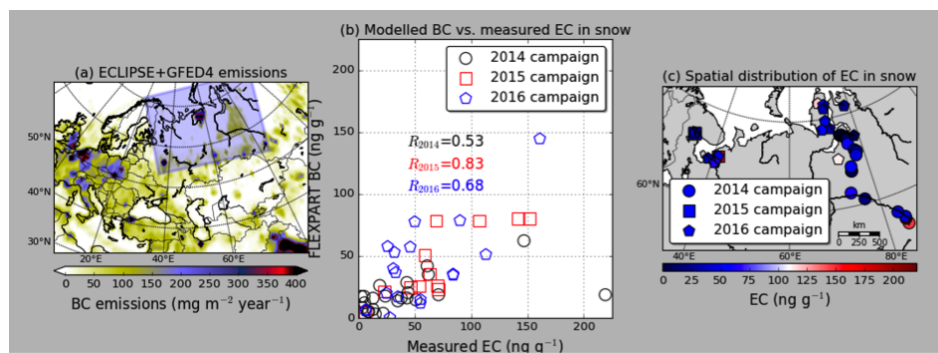 (a) ECLIPSE+GFED4 emissions
50°N
40°N
30°N
20°E
40°E
60°E
0 50 100 150 200 250 300 350 400
BC emissions (mg m⁻² year⁻¹)
(b) Modelled BC vs. measured EC in snow
FLEXPART BC (ng g⁻¹)
200
150
100
50
0
2014 campaign
2015 campaign
2016 campaign
R2014=0.53
R2015=0.83
R2016=0.68
0 50 100 150 200
Measured EC (ng g⁻¹)
(c) Spatial distribution of EC in snow
60°N
2014 campaign
2015 campaign
2016 campaign
km
0 250 500
40°E
60°E
80°E
0 25 50 75 100 125 150 175 200
EC (ng g⁻¹)